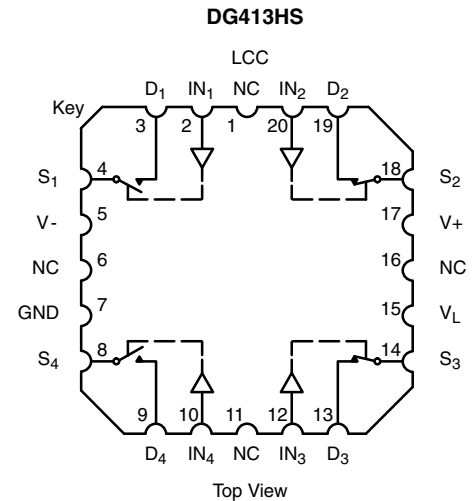 DG413HS
LCC
D1 IN1 NC IN2 D2
Key
3 2 1 20 19
S1 4 18 S2
V- 5 17 V+
NC 6 16 NC
GND 7 15 VL
S4 8 14 S3
9 10 11 12 13
D4 IN4 NC IN3 D3
Top View